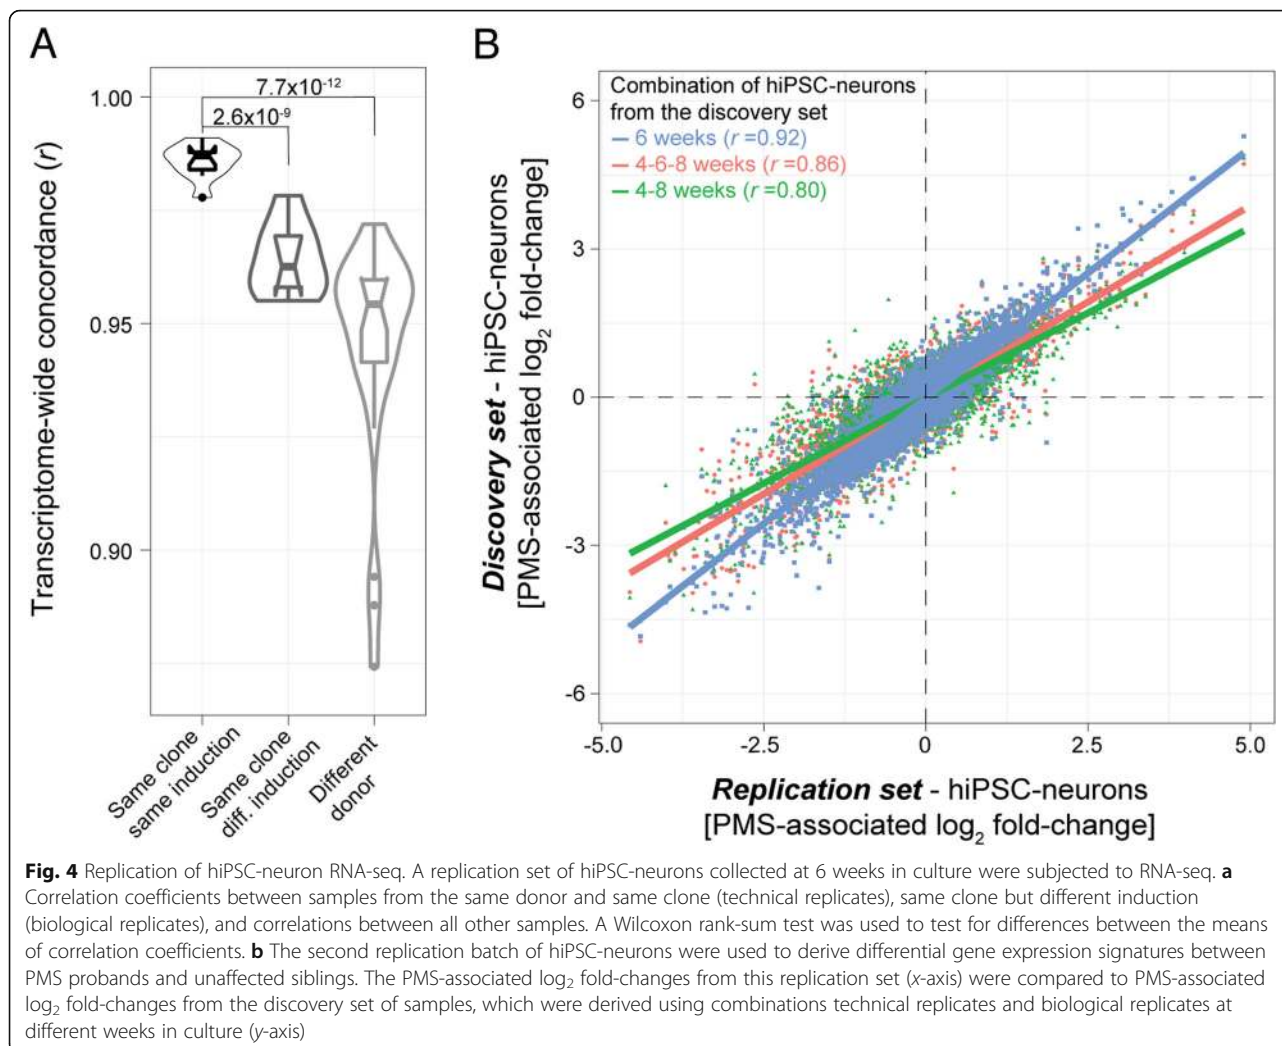 A
B
Transcriptome-wide concordance (r)
1.00
0.95
0.90
7.7x10-12
2.6x10-9
Same clone
same induction
Same clone
diff. induction
Different
donor
Discovery set - hiPSC-neurons
[PMS-associated log2 fold-change]
Combination of hiPSC-neurons
from the discovery set
6 weeks (r =0.92)
4-6-8 weeks (r =0.86)
4-8 weeks (r =0.80)
6
3
0
-3
-6
-5.0
-2.5
0
2.5
5.0
Replication set - hiPSC-neurons
[PMS-associated log2 fold-change]
Fig. 4 Replication of hiPSC-neuron RNA-seq. A replication set of hiPSC-neurons collected at 6 weeks in culture were subjected to RNA-seq. a
Correlation coefficients between samples from the same donor and same clone (technical replicates), same clone but different induction
(biological replicates), and correlations between all other samples. A Wilcoxon rank-sum test was used to test for differences between the means
of correlation coefficients. b The second replication batch of hiPSC-neurons were used to derive differential gene expression signatures between
PMS probands and unaffected siblings. The PMS-associated log2 fold-changes from this replication set (x-axis) were compared to PMS-associated
log2 fold-changes from the discovery set of samples, which were derived using combinations technical replicates and biological replicates at
different weeks in culture (y-axis)